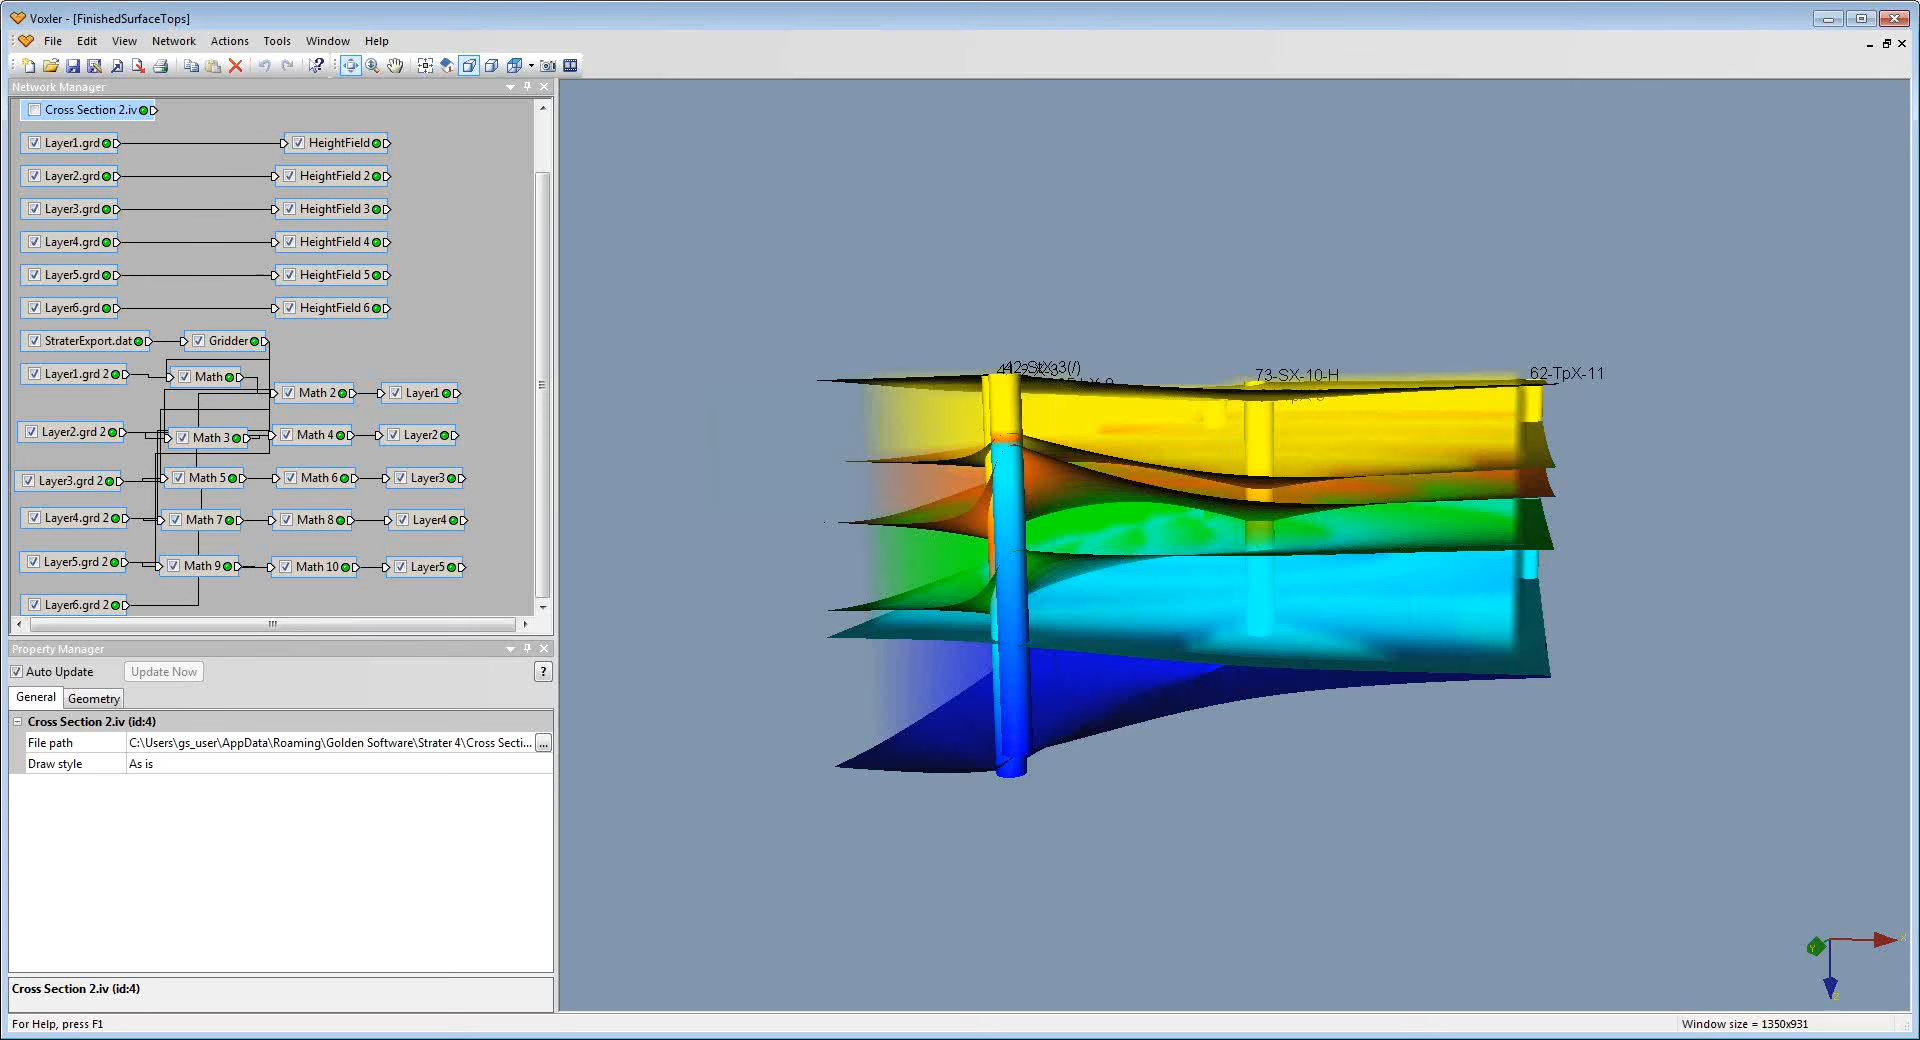 Voxler - [FinishedSurfaceTops]
File Edit View Network Actions Tools Window Help
Network Manager
Cross Section 2.iv
Layer1.grd HeightField
Layer2.grd HeightField 2
Layer3.grd HeightField 3
Layer4.grd HeightField 4
Layer5.grd HeightField 5
Layer6.grd HeightField 6
StraterExport.dat Gridder
Layer1.grd 2 Math
Math 2 Layer1
Layer2.grd 2 Math 3 Math 4 Layer2
Layer3.grd 2 Math 5 Math 6 Layer3
Layer4.grd 2 Math 7 Math 8 Layer4
Layer5.grd 2 Math 9 Math 10 Layer5
Layer6.grd 2
73-SX-10-H
62-TpX-11
Property Manager
Auto Update Update Now ?
General Geometry
Cross Section 2.iv (id:4)
File path C:\Users\gs_user\AppData\Roaming\Golden Software\Strater 4\Cross Secti... ...
Draw style As is
Cross Section 2.iv (id:4)
For Help, press F1
Window size = 1350x931